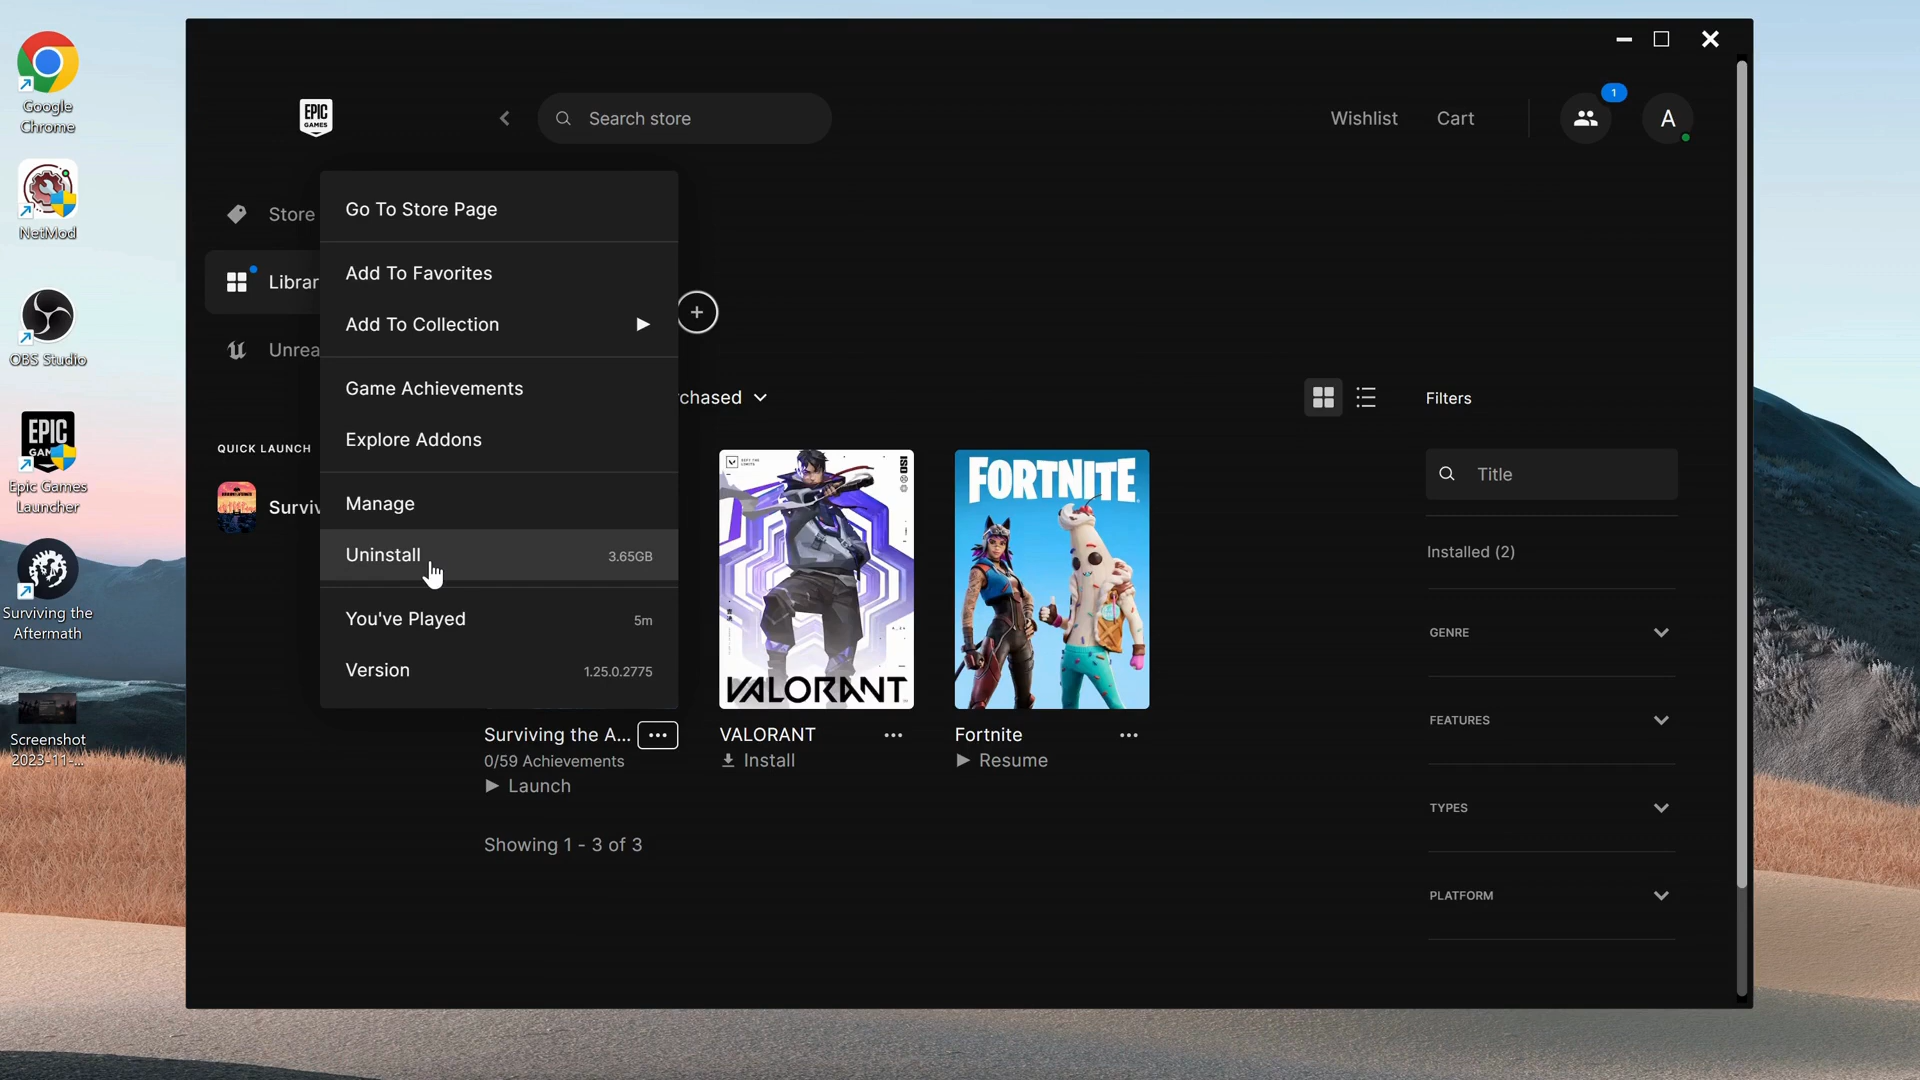 Google
Chrome
NetMod
OBS Studio
EPIC
Epic Games
Launcher
Surviving the
Aftermath
Screenshot
2023-11-...
EPIC
GAMES
Search store
Wishlist
Cart
1
A
Store
Librar
Unrea
QUICK LAUNCH
Surviv
Go To Store Page
Add To Favorites
Add To Collection
Game Achievements
Explore Addons
Manage
Uninstall 3.65GB
You've Played 5m
Version 1.25.0.2775
chased
Filters
Title
Installed (2)
GENRE
FEATURES
TYPES
PLATFORM
ISO
VALORANT
FORTNITE
Surviving the A... ...
0/59 Achievements
Launch
VALORANT ...
Install
Fortnite ...
Resume
Showing 1 - 3 of 3